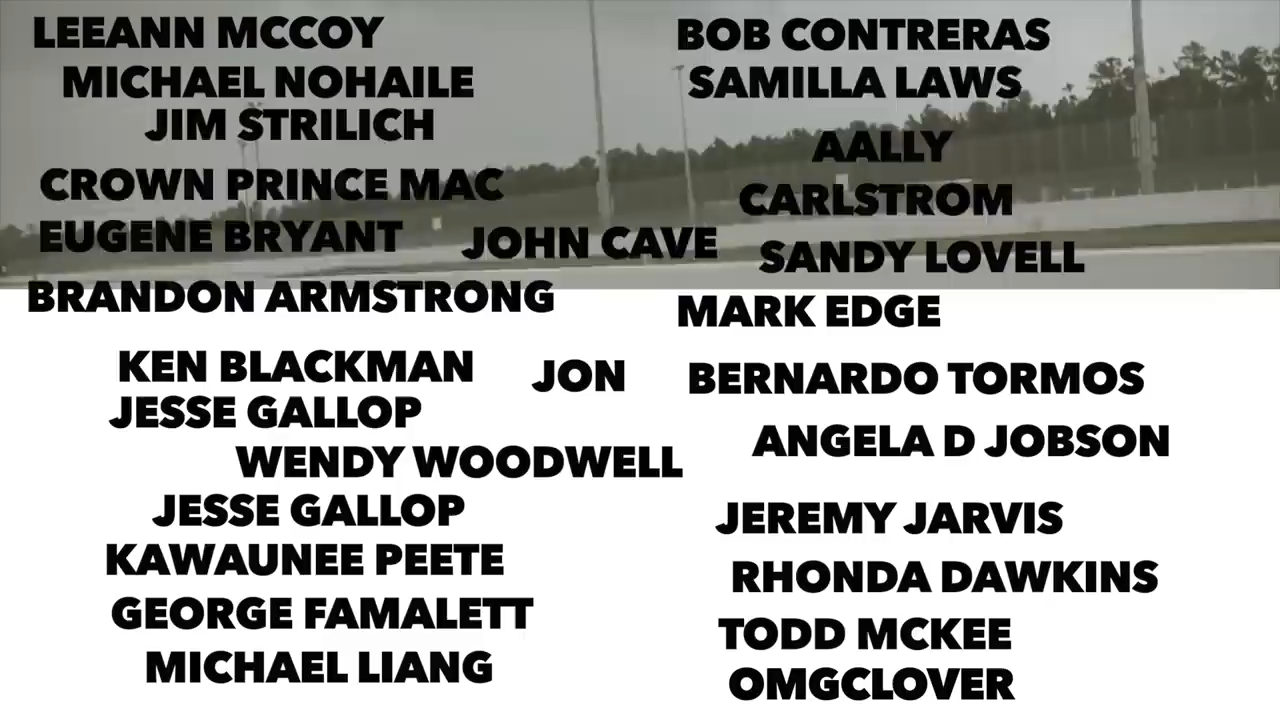 LEEANN MCCOY
BOB CONTRERAS
MICHAEL NOHAILE
SAMILLA LAWS
JIM STRILICH
AALLY
CROWN PRINCE MAC
CARLSTROM
EUGENE BRYANT
JOHN CAVE
SANDY LOVELL
BRANDON ARMSTRONG
MARK EDGE
KEN BLACKMAN
JON
BERNARDO TORMOS
JESSE GALLOP
ANGELA D JOBSON
WENDY WOODWELL
JESSE GALLOP
JEREMY JARVIS
KAWAUNEE PEETE
RHONDA DAWKINS
GEORGE FAMALETT
TODD MCKEE
MICHAEL LIANG
OMGCLOVER